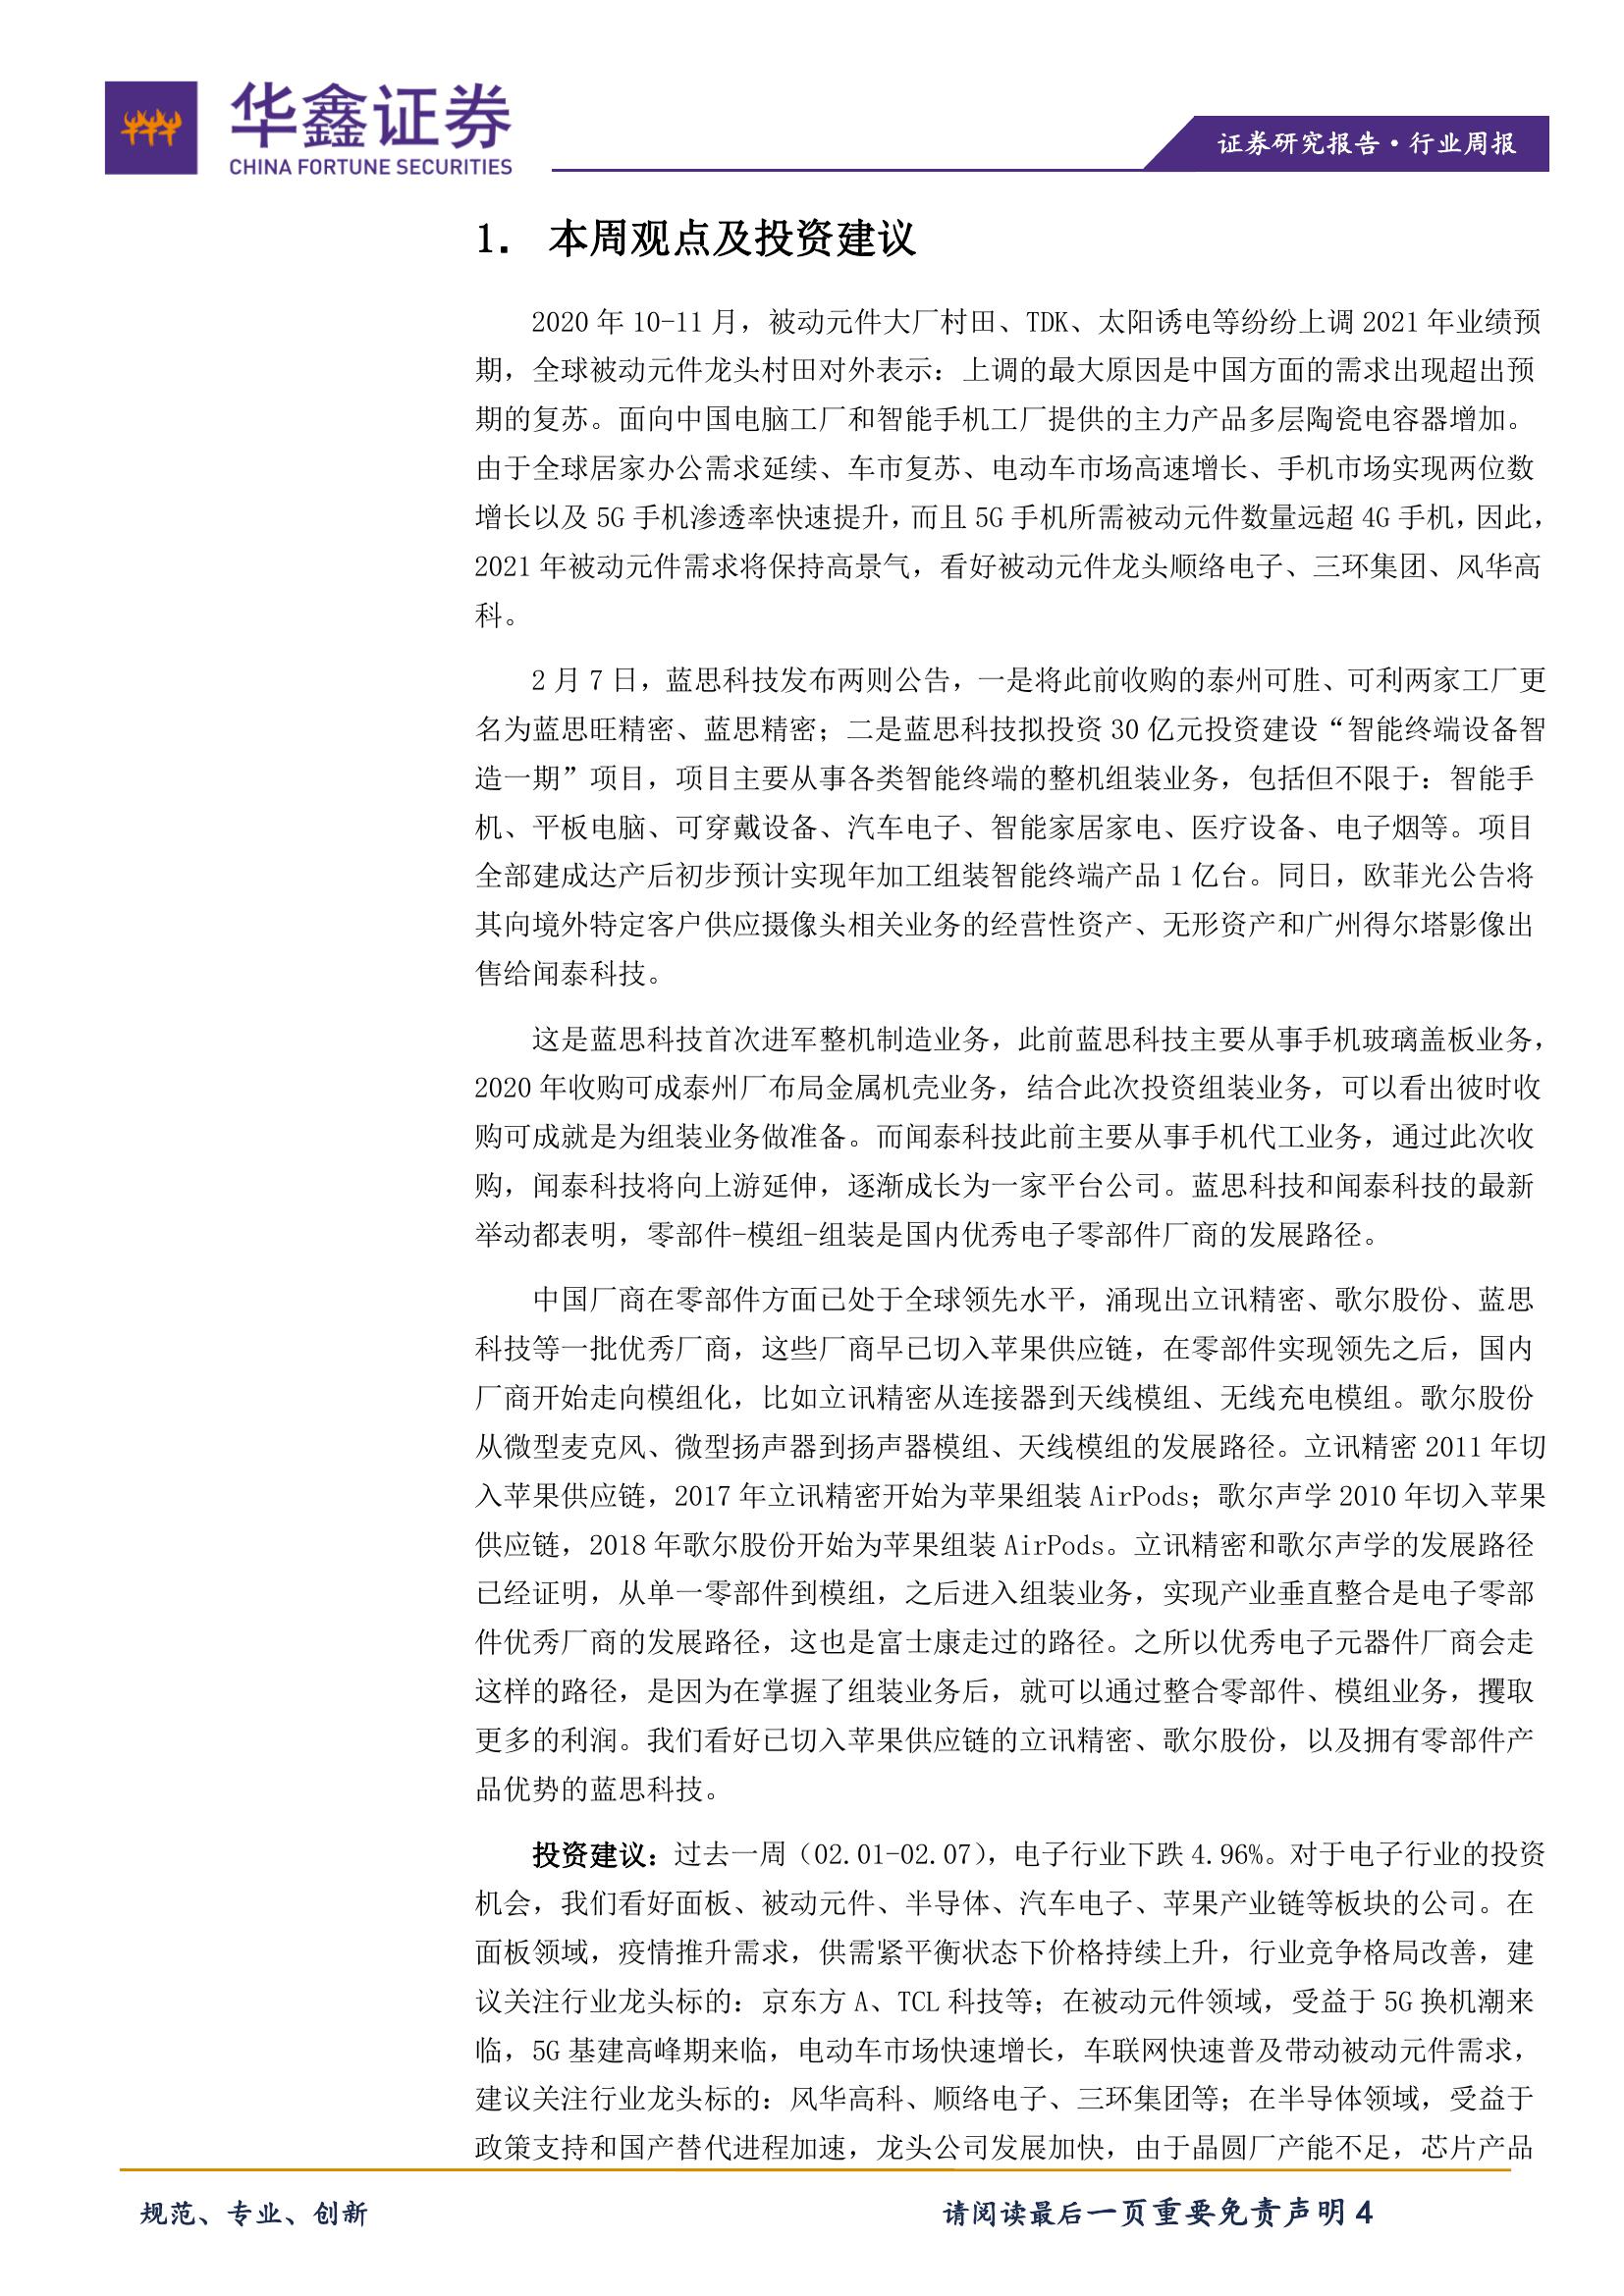 华鑫证券
CHINA FORTUNE SECURITIES
证券研究报告·行业周报
1. 本周观点及投资建议
2020 年 10-11 月，被动元件大厂村田、TDK、太阳诱电等纷纷上调 2021 年业绩预
期，全球被动元件龙头村田对外表示：上调的最大原因是中国方面的需求出现超出预
期的复苏。面向中国电脑工厂和智能手机工厂提供的主力产品多层陶瓷电容器增加。
由于全球居家办公需求延续、车市复苏、电动车市场高速增长、手机市场实现两位数
增长以及 5G 手机渗透率快速提升，而且 5G 手机所需被动元件数量远超 4G 手机，因此，
2021 年被动元件需求将保持高景气，看好被动元件龙头顺络电子、三环集团、风华高
科。
2 月 7 日，蓝思科技发布两则公告，一是将此前收购的泰州可胜、可利两家工厂更
名为蓝思旺精密、蓝思精密；二是蓝思科技拟投资 30 亿元投资建设“智能终端设备智
造一期”项目，项目主要从事各类智能终端的整机组装业务，包括但不限于：智能手
机、平板电脑、可穿戴设备、汽车电子、智能家居家电、医疗设备、电子烟等。项目
全部建成达产后初步预计实现年加工组装智能终端产品 1 亿台。同日，欧菲光公告将
其向境外特定客户供应摄像头相关业务的经营性资产、无形资产和广州得尔塔影像出
售给闻泰科技。
这是蓝思科技首次进军整机制造业务，此前蓝思科技主要从事手机玻璃盖板业务，
2020 年收购可成泰州厂布局金属机壳业务，结合此次投资组装业务，可以看出彼时收
购可成就是为组装业务做准备。而闻泰科技此前主要从事手机代工业务，通过此次收
购，闻泰科技将向上游延伸，逐渐成长为一家平台公司。蓝思科技和闻泰科技的最新
举动都表明，零部件-模组-组装是国内优秀电子零部件厂商的发展路径。
中国厂商在零部件方面已处于全球领先水平，涌现出立讯精密、歌尔股份、蓝思
科技等一批优秀厂商，这些厂商早已切入苹果供应链，在零部件实现领先之后，国内
厂商开始走向模组化，比如立讯精密从连接器到天线模组、无线充电模组。歌尔股份
从微型麦克风、微型扬声器到扬声器模组、天线模组的发展路径。立讯精密 2011 年切
入苹果供应链，2017 年立讯精密开始为苹果组装 AirPods；歌尔声学 2010 年切入苹果
供应链，2018 年歌尔股份开始为苹果组装 AirPods。立讯精密和歌尔声学的发展路径
已经证明，从单一零部件到模组，之后进入组装业务，实现产业垂直整合是电子零部
件优秀厂商的发展路径，这也是富士康走过的路径。之所以优秀电子元器件厂商会走
这样的路径，是因为在掌握了组装业务后，就可以通过整合零部件、模组业务，攫取
更多的利润。我们看好已切入苹果供应链的立讯精密、歌尔股份，以及拥有零部件产
品优势的蓝思科技。
投资建议：过去一周（02.01-02.07），电子行业下跌 4.96%。对于电子行业的投资
机会，我们看好面板、被动元件、半导体、汽车电子、苹果产业链等板块的公司。在
面板领域，疫情推升需求，供需紧平衡状态下价格持续上升，行业竞争格局改善，建
议关注行业龙头标的：京东方 A、TCL 科技等；在被动元件领域，受益于 5G 换机潮来
临，5G 基建高峰期来临，电动车市场快速增长，车联网快速普及带动被动元件需求，
建议关注行业龙头标的：风华高科、顺络电子、三环集团等；在半导体领域，受益于
政策支持和国产替代进程加速，龙头公司发展加快，由于晶圆厂产能不足，芯片产品
规范、专业、创新
请阅读最后一页重要免责声明 4